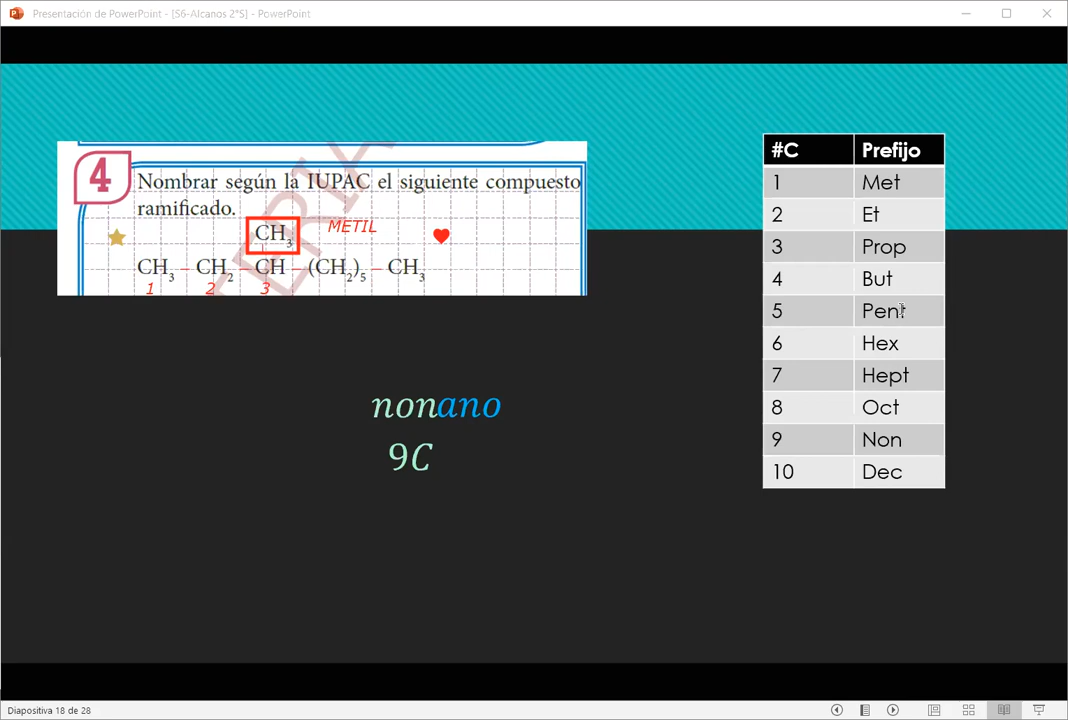 Presentación de PowerPoint - [S6-Alcanos 2°S] - PowerPoint
4
Nombrar según la IUPAC el siguiente compuesto
ramificado.
CH3 METIL
CH3 – CH2 – CH – (CH2)5 – CH3
1 2 3
nonano
9C
#C Prefijo
1 Met
2 Et
3 Prop
4 But
5 Pent
6 Hex
7 Hept
8 Oct
9 Non
10 Dec
Diapositiva 18 de 28